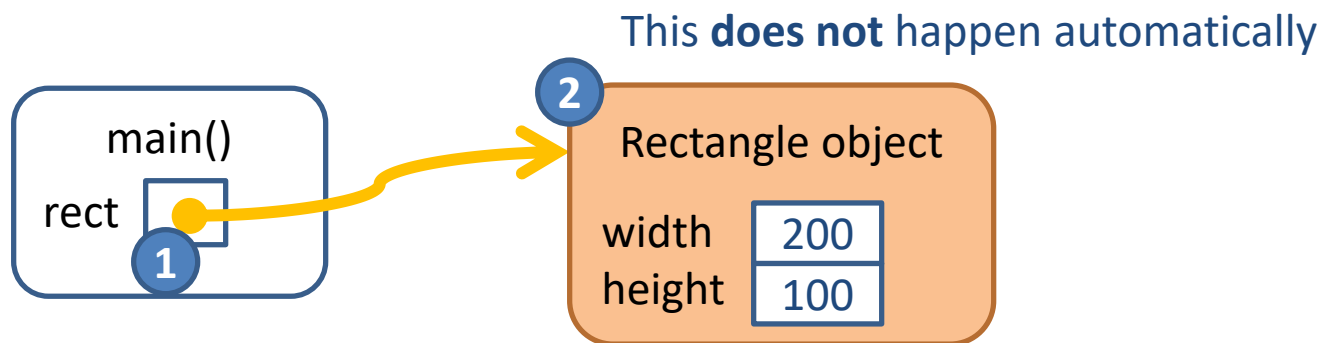 This does not happen automatically
main()
rect
1
2
Rectangle object
width 200
height 100